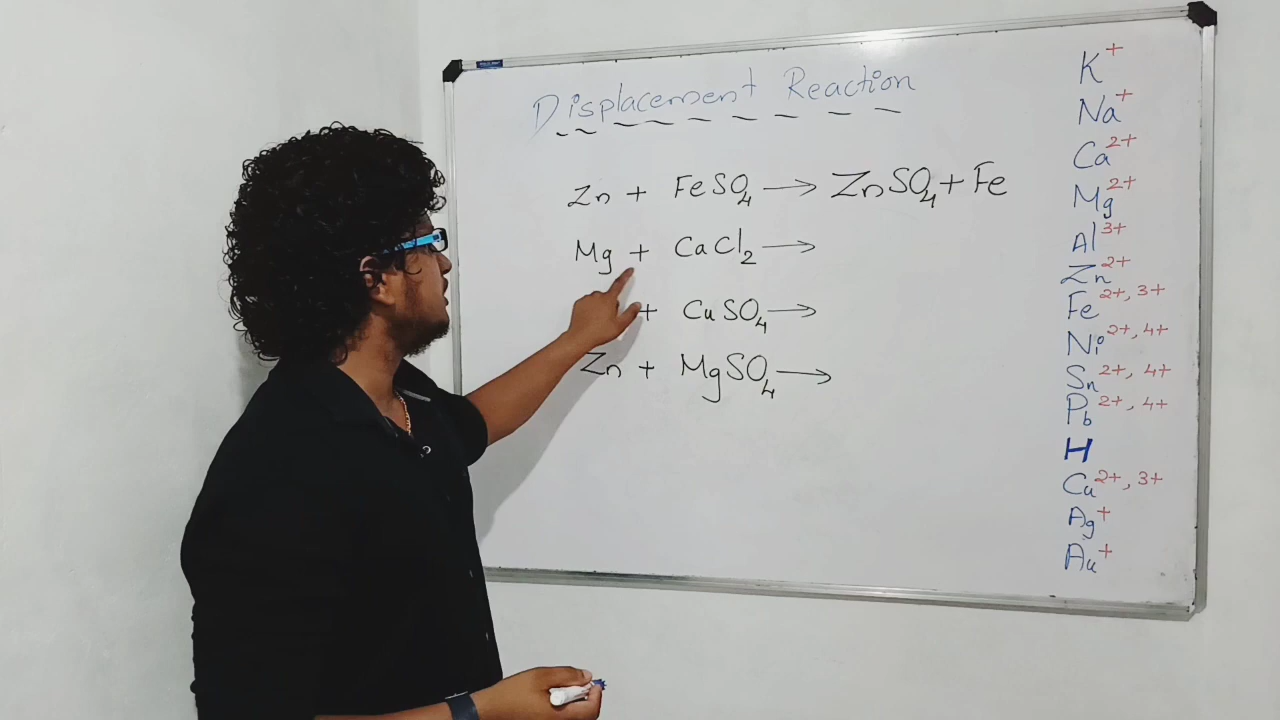 Displacement Reaction
Zn + FeSO4 → ZnSO4 + Fe
Mg + CaCl2 →
+ CuSO4 →
Zn + MgSO4 →
K+
Na+
Ca2+
Mg2+
Al3+
Zn2+
Fe2+, 3+
Ni2+, 4+
Sn2+, 4+
Pb2+, 4+
H
Cu2+, 3+
Ag+
Au+